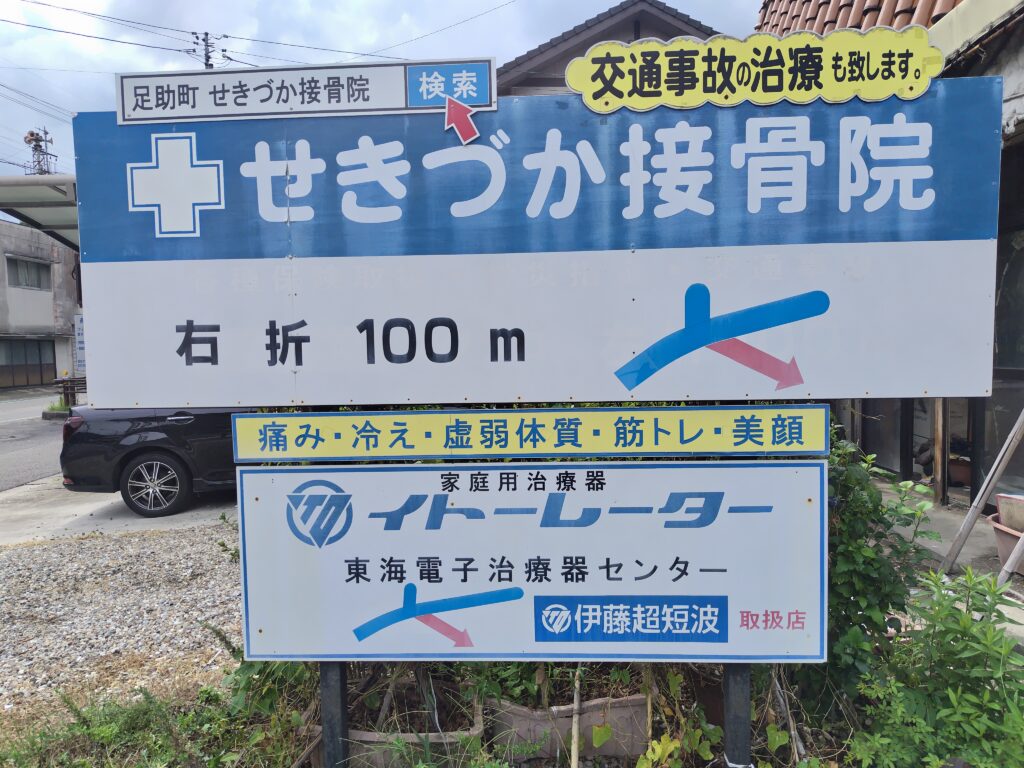 足助町 せきづか接骨院 検索
交通事故の治療も致します。
せきづか接骨院
右折 100m
痛み・冷え・虚弱体質・筋トレ・美顔
家庭用治療器
イトーレーター
東海電子治療器センター
伊藤超短波 取扱店